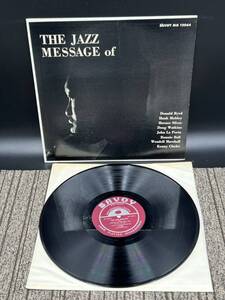 SAVOY MG 12064
THE JAZZ
MESSAGE of
Donald Byrd
Hank Mobley
Horace Silver
Doug Watkins
John La Porta
Ronnie Ball
Wendell Marshall
Kenny Clarke
SAVOY